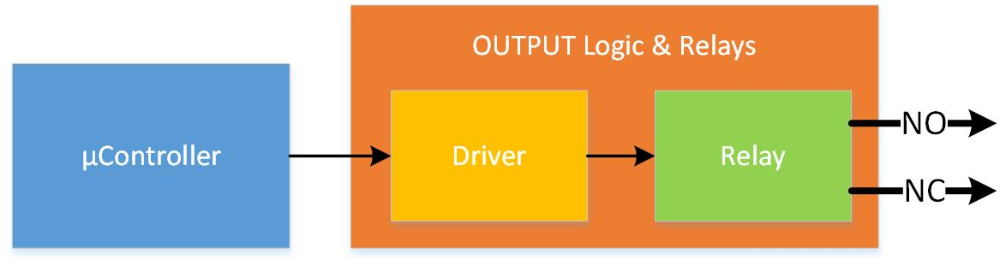 OUTPUT Logic & Relays
µController
Driver
Relay
NO
NC